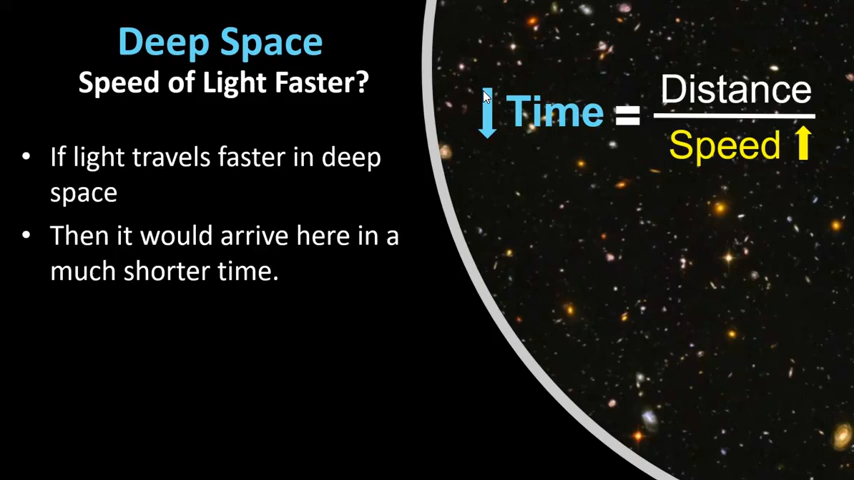 Deep Space
Speed of Light Faster?
• If light travels faster in deep
space
• Then it would arrive here in a
much shorter time.
Distance
Time =
Speed